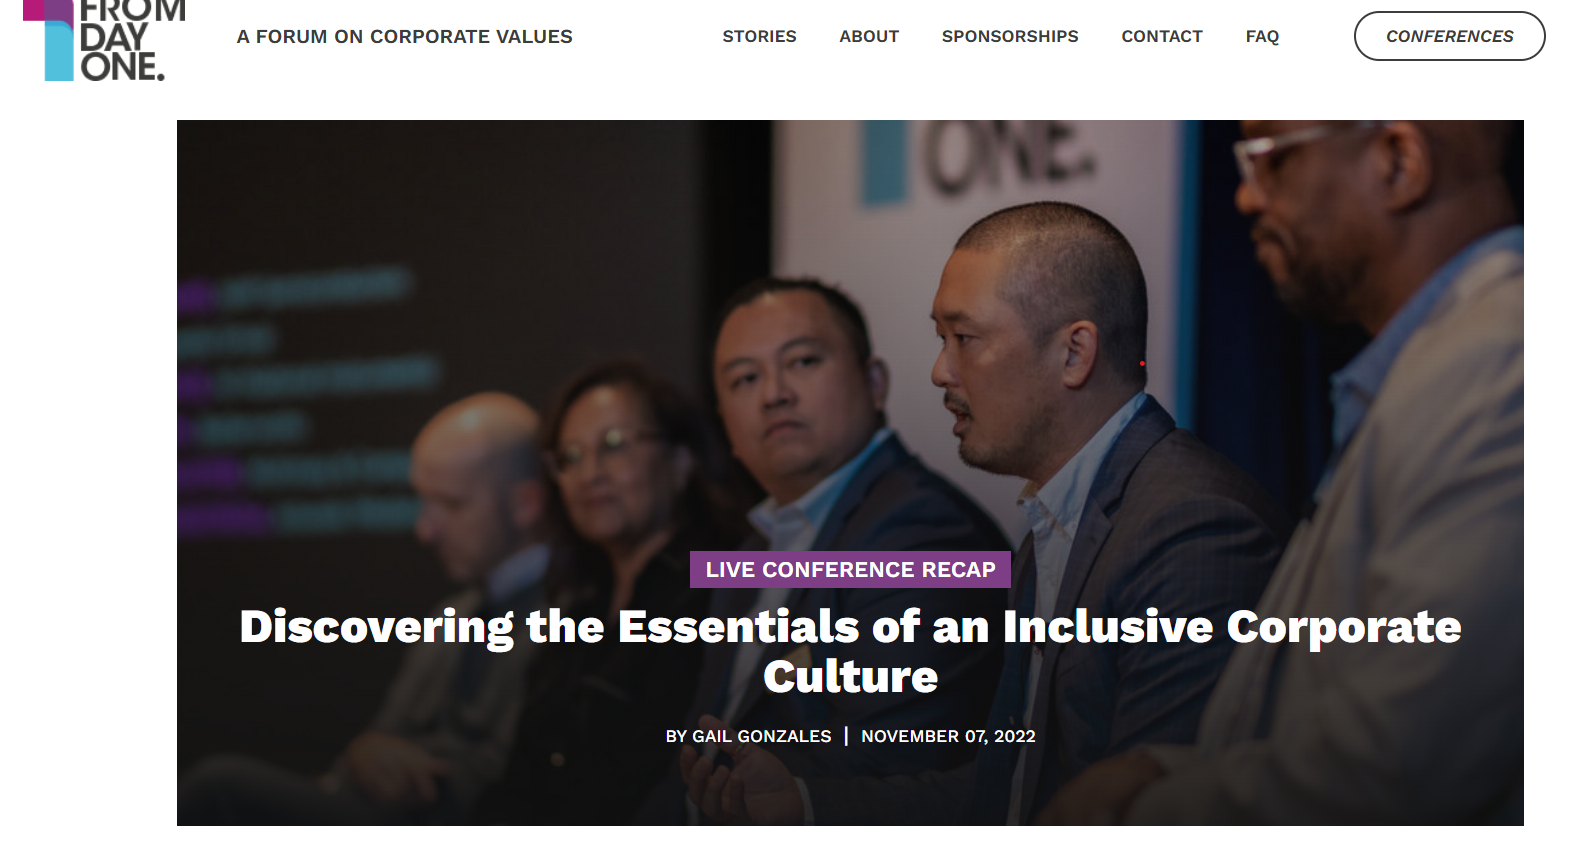 FROM
DAY
ONE.
A FORUM ON CORPORATE VALUES
STORIES ABOUT SPONSORSHIPS CONTACT FAQ CONFERENCES
ONE.
LIVE CONFERENCE RECAP
Discovering the Essentials of an Inclusive Corporate
Culture
BY GAIL GONZALES | NOVEMBER 07, 2022